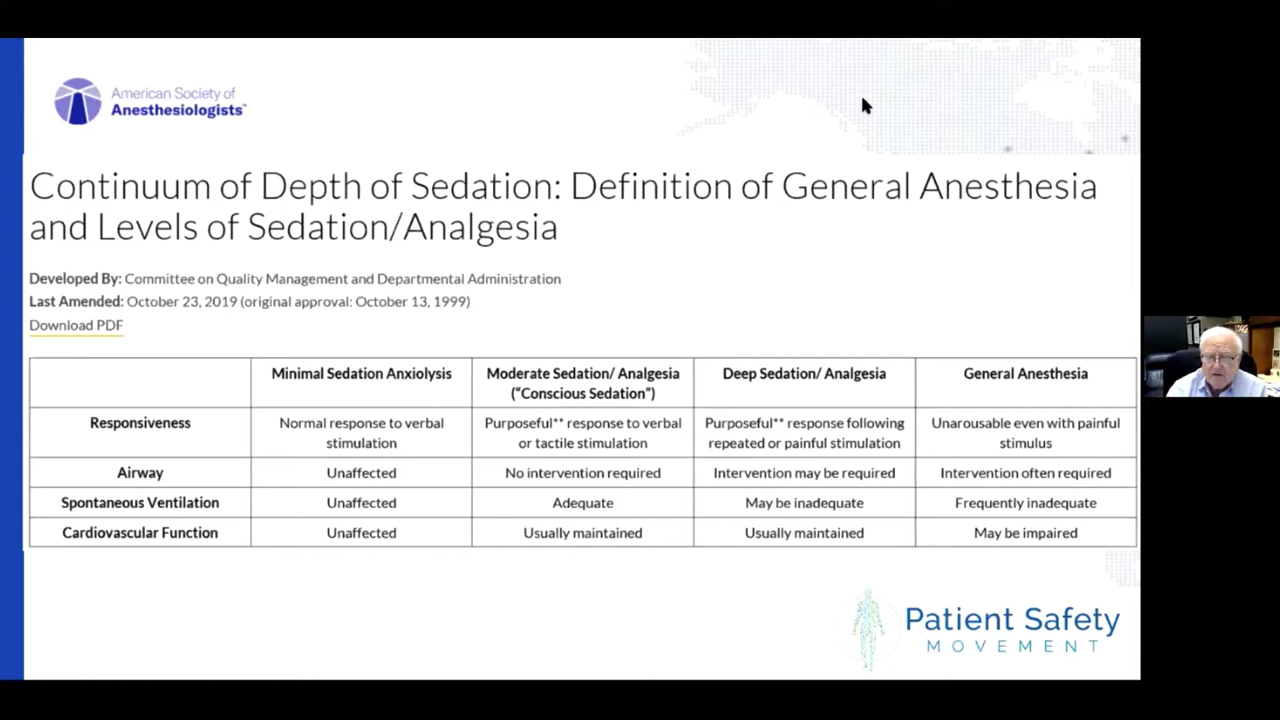 American Society of
Anesthesiologists™
Continuum of Depth of Sedation: Definition of General Anesthesia
and Levels of Sedation/Analgesia
Developed By: Committee on Quality Management and Departmental Administration
Last Amended: October 23, 2019 (original approval: October 13, 1999)
Download PDF
Minimal Sedation Anxiolysis
Moderate Sedation/ Analgesia
("Conscious Sedation")
Deep Sedation/ Analgesia
General Anesthesia
Responsiveness
Normal response to verbal
stimulation
Purposeful** response to verbal
or tactile stimulation
Purposeful** response following
repeated or painful stimulation
Unarousable even with painful
stimulus
Airway
Unaffected
No intervention required
Intervention may be required
Intervention often required
Spontaneous Ventilation
Unaffected
Adequate
May be inadequate
Frequently inadequate
Cardiovascular Function
Unaffected
Usually maintained
Usually maintained
May be impaired
Patient Safety
MOVEMENT